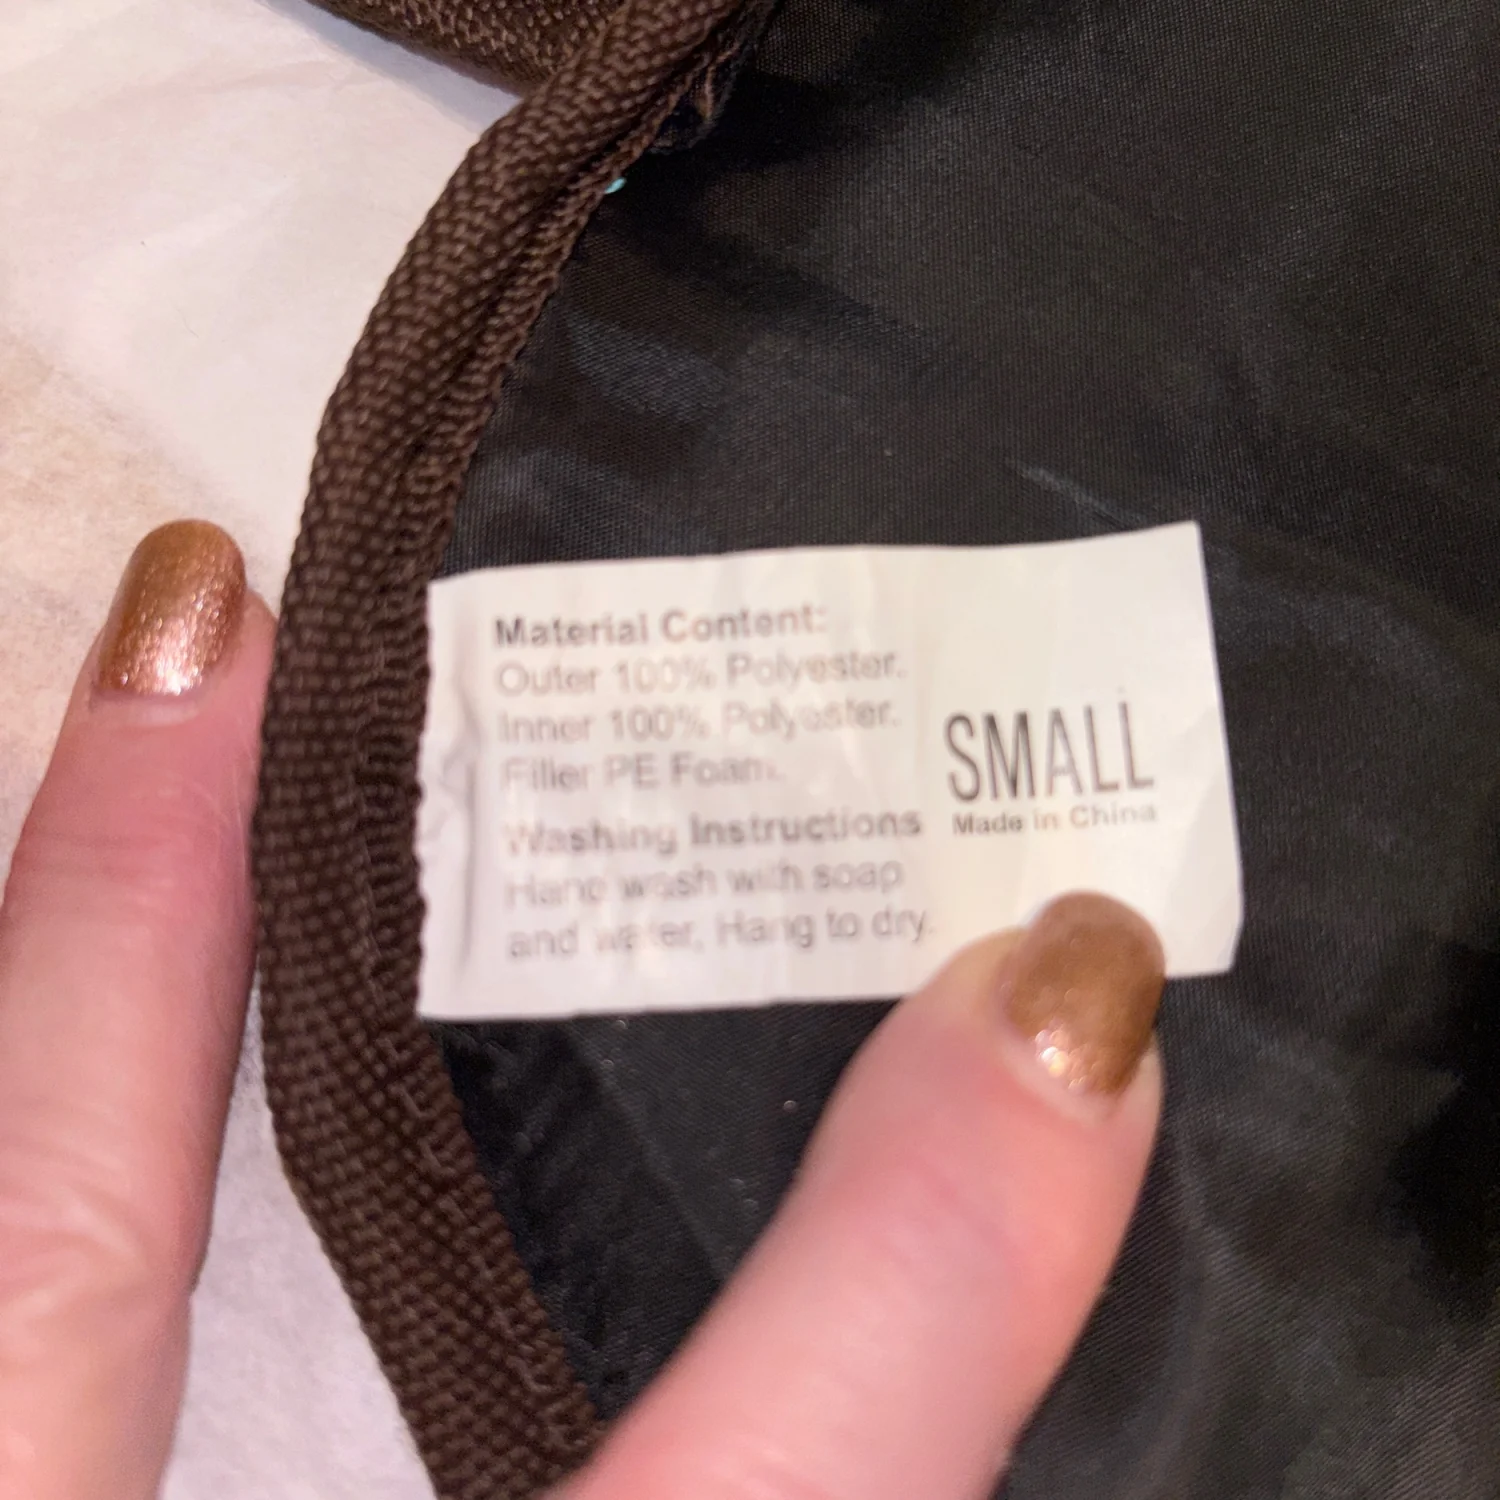 Material Content:
Outer 100% Polyester.
Inner 100% Polyester.
Filler PE Foam.
Washing Instructions
Hand wash with soap
and water, Hang to dry.
SMALL
Made in China